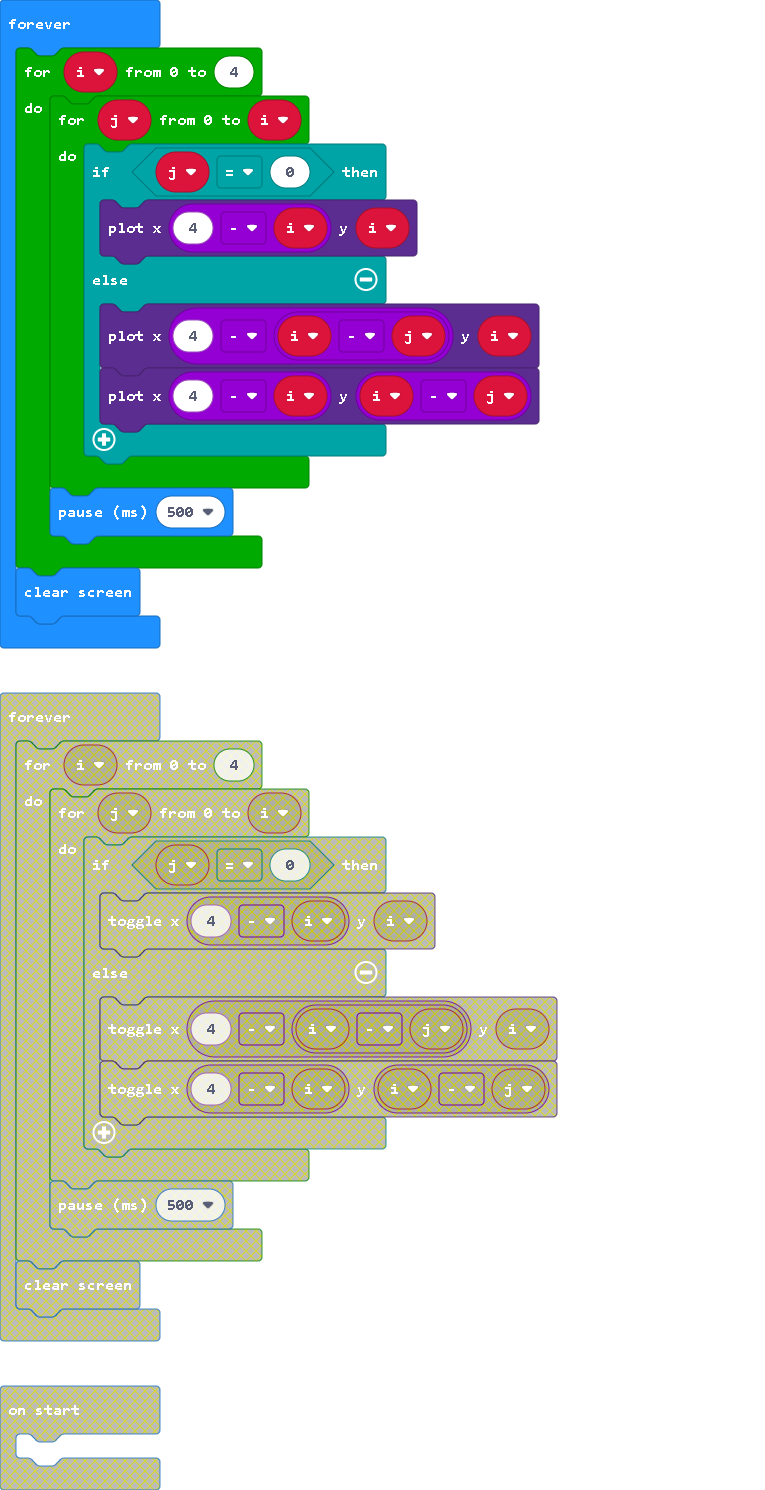 forever
for i from 0 to 4
do
for j from 0 to i
do
if j = 0 then
plot x 4 - i y i
else
plot x 4 - i - j y i
plot x 4 - i y i - j
pause (ms) 500
clear screen
forever
for i from 0 to 4
do
for j from 0 to i
do
if j = 0 then
toggle x 4 - i y i
else
toggle x 4 - i - j y i
toggle x 4 - i y i - j
pause (ms) 500
clear screen
on start